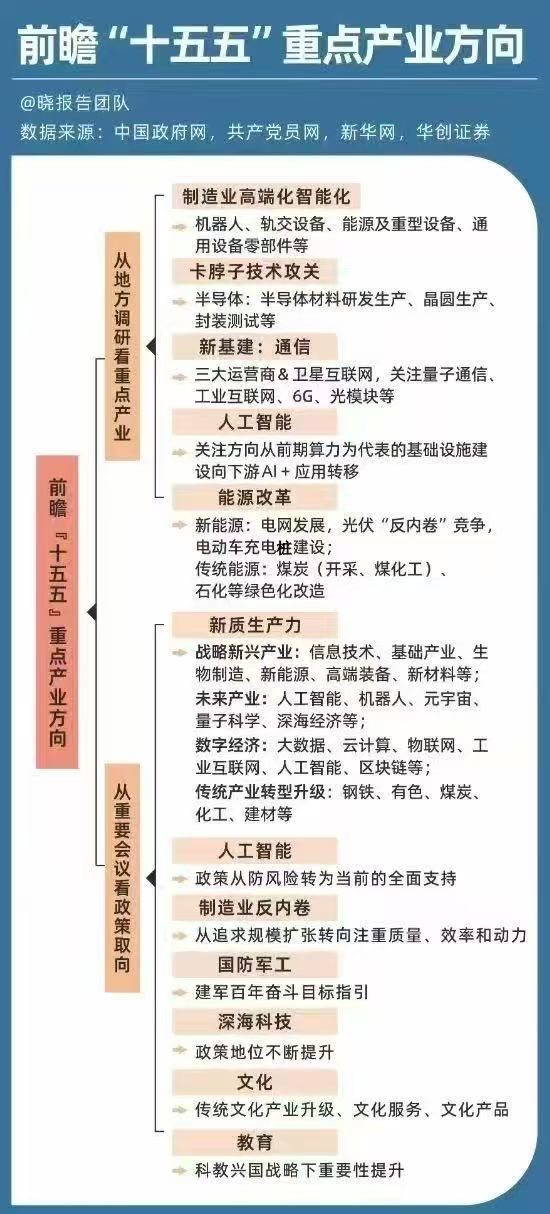 前瞻“十五五”重点产业方向
@晓报告团队
数据来源：中国政府网，共产党员网，新华网，华创证券
前瞻『十五五』重点产业方向
从地方调研看重点产业
制造业高端化智能化
机器人、轨交设备、能源及重型设备、通
用设备零部件等
卡脖子技术攻关
半导体：半导体材料研发生产、晶圆生产、
封装测试等
新基建：通信
三大运营商＆卫星互联网，关注量子通信、
工业互联网、6G、光模块等
人工智能
关注方向从前期算力为代表的基础设施建
设向下游AI＋应用转移
能源改革
新能源：电网发展，光伏“反内卷”竞争，
电动车充电桩建设；
传统能源：煤炭（开采、煤化工）、
石化等绿色化改造
从重要会议看政策取向
新质生产力
战略新兴产业：信息技术、基础产业、生
物制造、新能源、高端装备、新材料等；
未来产业：人工智能、机器人、元宇宙、
量子科学、深海经济等；
数字经济：大数据、云计算、物联网、工
业互联网、人工智能、区块链等；
传统产业转型升级：钢铁、有色、煤炭、
化工、建材等
人工智能
政策从防风险转为当前的全面支持
制造业反内卷
从追求规模扩张转向注重质量、效率和动力
国防军工
建军百年奋斗目标指引
深海科技
政策地位不断提升
文化
传统文化产业升级、文化服务、文化产品
教育
科教兴国战略下重要性提升